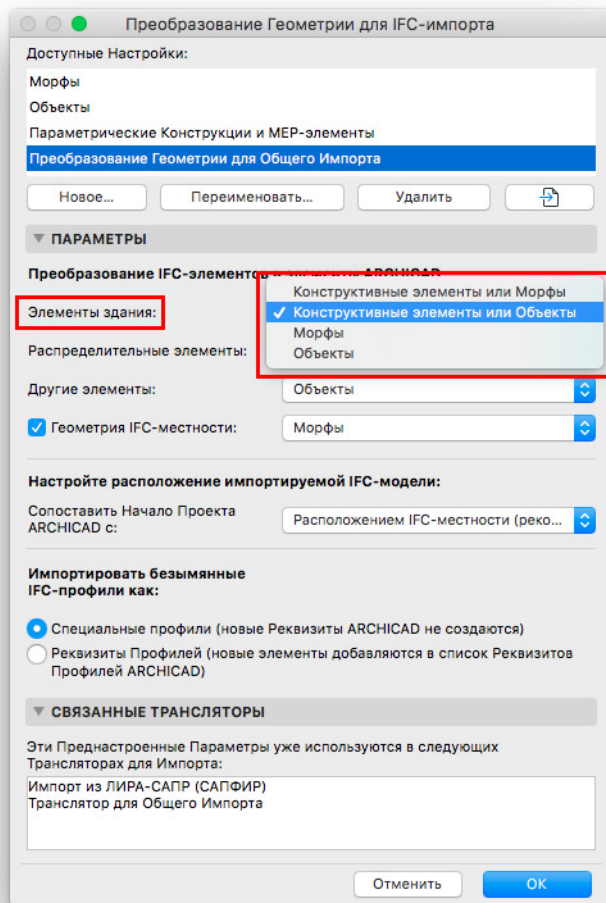 Преобразование Геометрии для IFC-импорта
Доступные Настройки:
Морфы
Объекты
Параметрические Конструкции и MEP-элементы
Преобразование Геометрии для Общего Импорта
Новое... Переименовать... Удалить
ПАРАМЕТРЫ
Преобразование IFC-элементов в элементы ARCHICAD
Конструктивные элементы или Морфы
Элементы здания: ✓ Конструктивные элементы или Объекты
Морфы
Распределительные элементы: Объекты
Другие элементы: Объекты
Геометрия IFC-местности: Морфы
Настройте расположение импортируемой IFC-модели:
Сопоставить Начало Проекта
ARCHICAD с: Расположением IFC-местности (реко...
Импортировать безымянные
IFC-профили как:
Специальные профили (новые Реквизиты ARCHICAD не создаются)
Реквизиты Профилей (новые элементы добавляются в список Реквизитов
Профилей ARCHICAD)
СВЯЗАННЫЕ ТРАНСЛЯТОРЫ
Эти Преднастроенные Параметры уже используются в следующих
Трансляторах для Импорта:
Импорт из ЛИРА-САПР (САПФИР)
Транслятор для Общего Импорта
Отменить OK